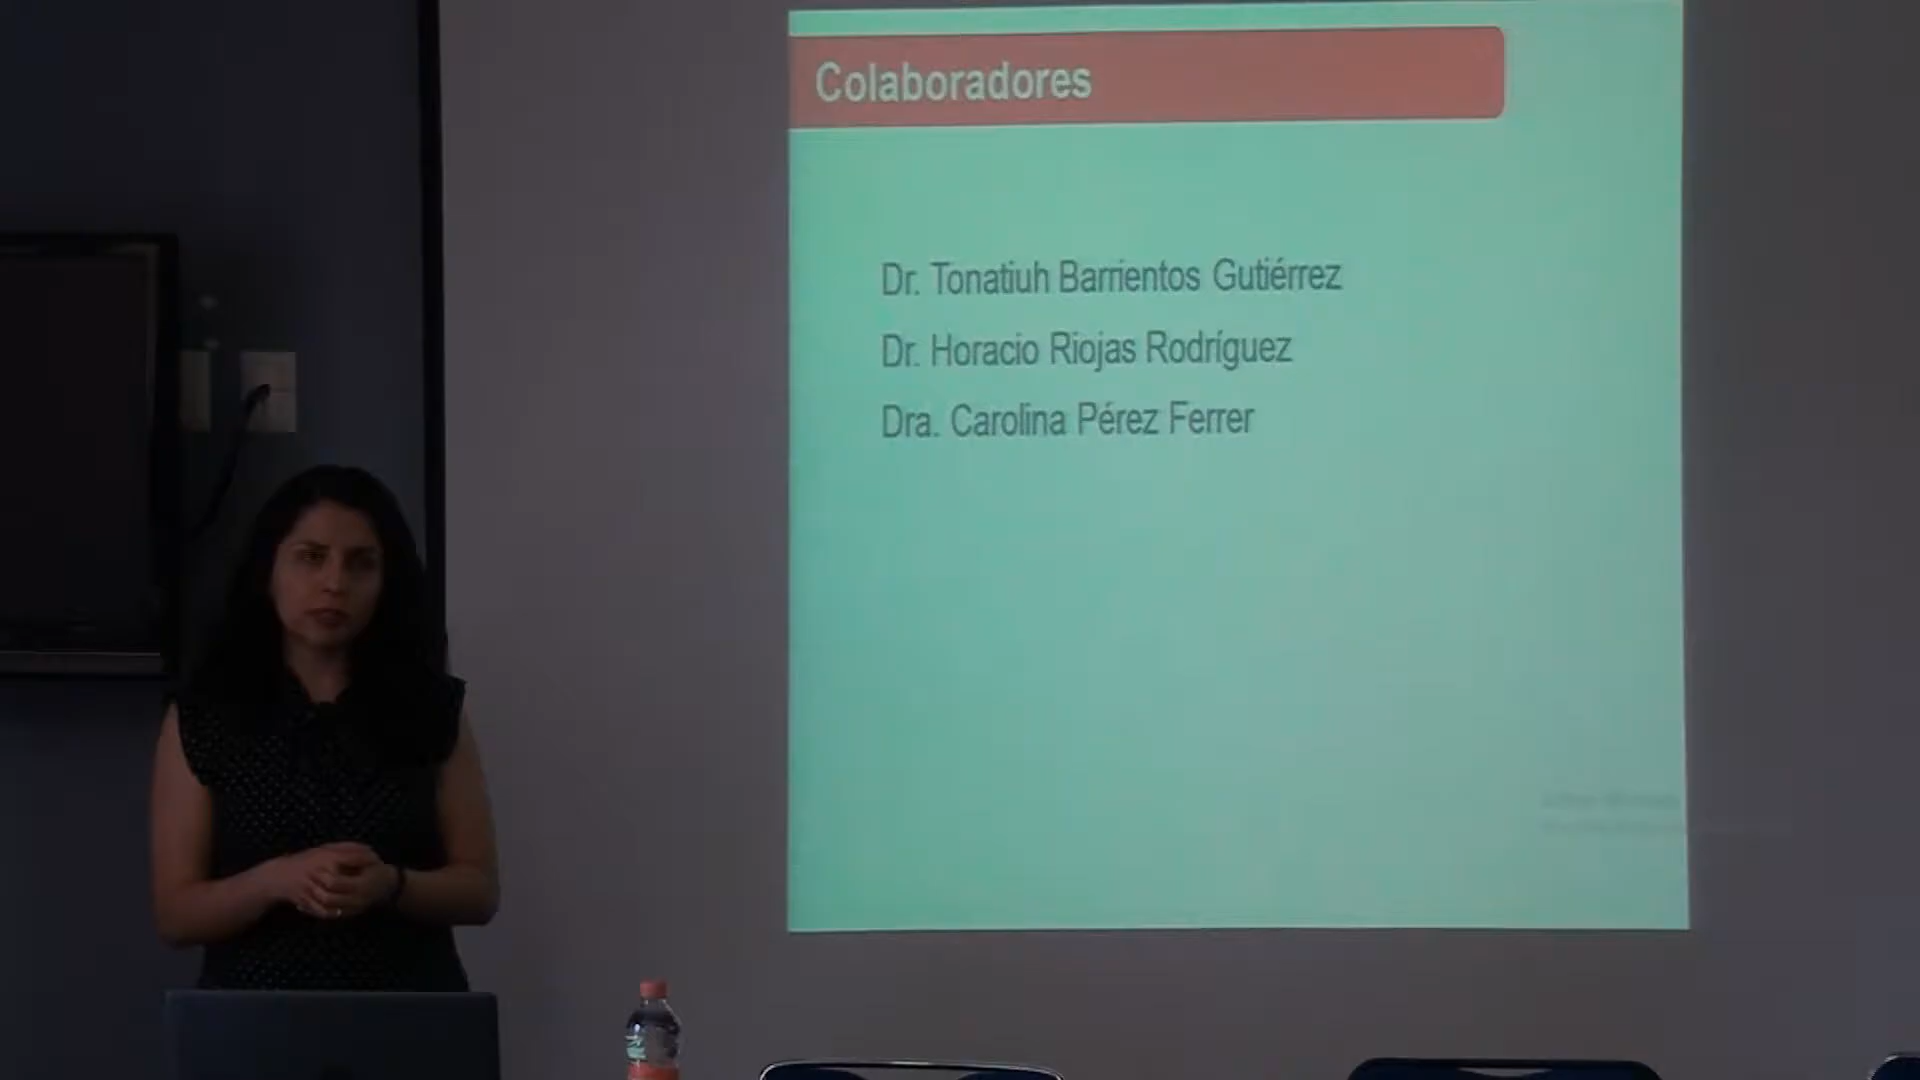 Colaboradores
Dr. Tonatiuh Barrientos Gutiérrez
Dr. Horacio Riojas Rodríguez
Dra. Carolina Pérez Ferrer